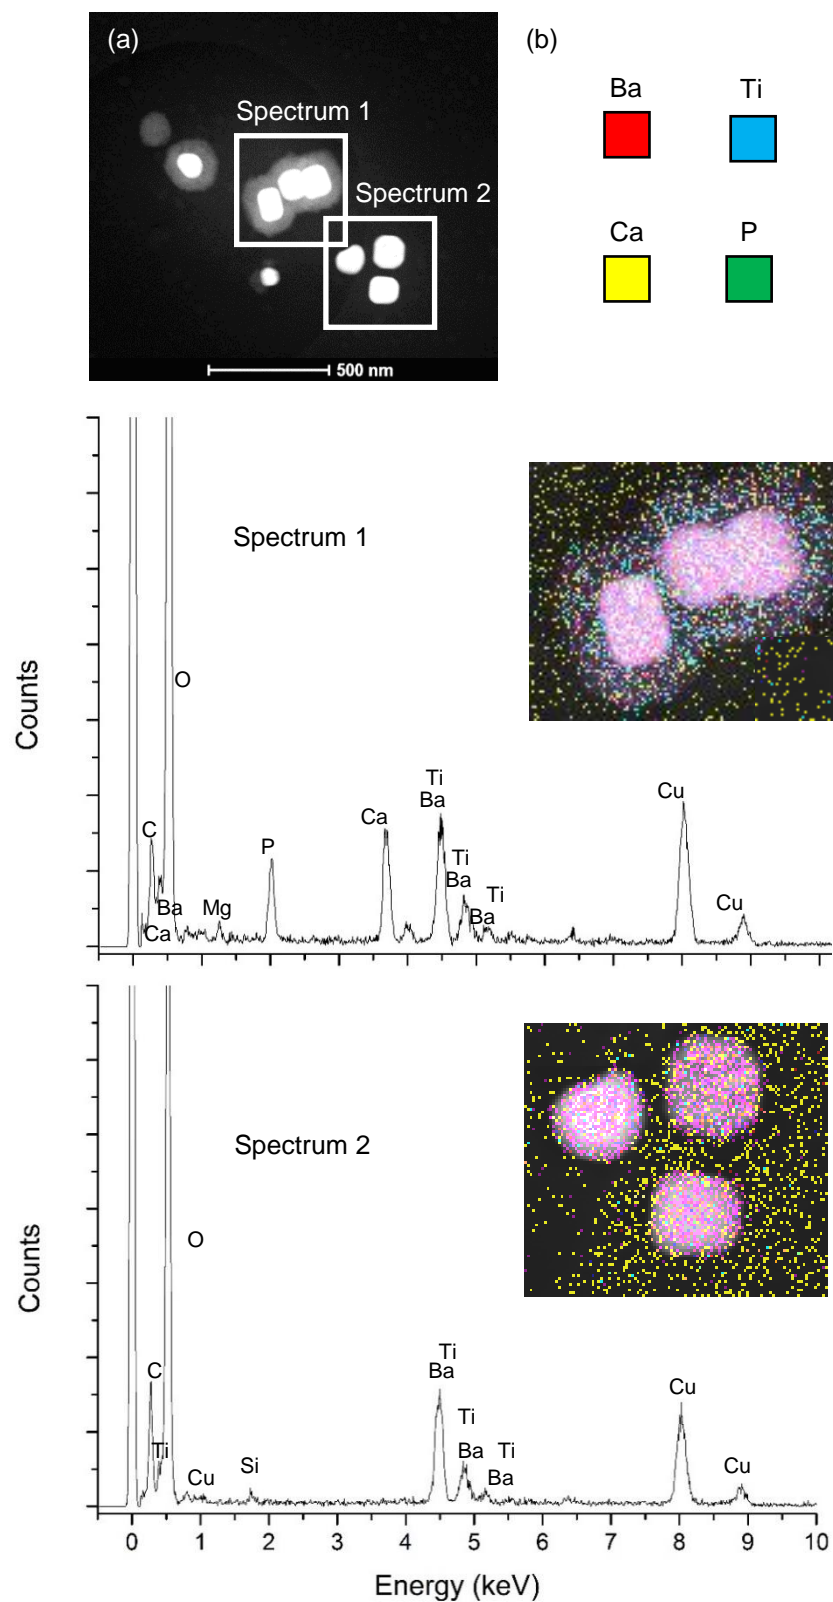 (a)
(b)
Ba
Ti
Spectrum 1
Spectrum 2
Ca
P
500 nm
Spectrum 1
Counts
O
Ti
Ba
Ca
Cu
C
P
Ti
Ba
Ti
Ba
Ba
Mg
Ca
Cu
Spectrum 2
Counts
O
Ti
Ba
C
Cu
Ti
Ti
Ba
Ti
Ba
Si
Cu
Cu
0 1 2 3 4 5 6 7 8 9 10
Energy (keV)